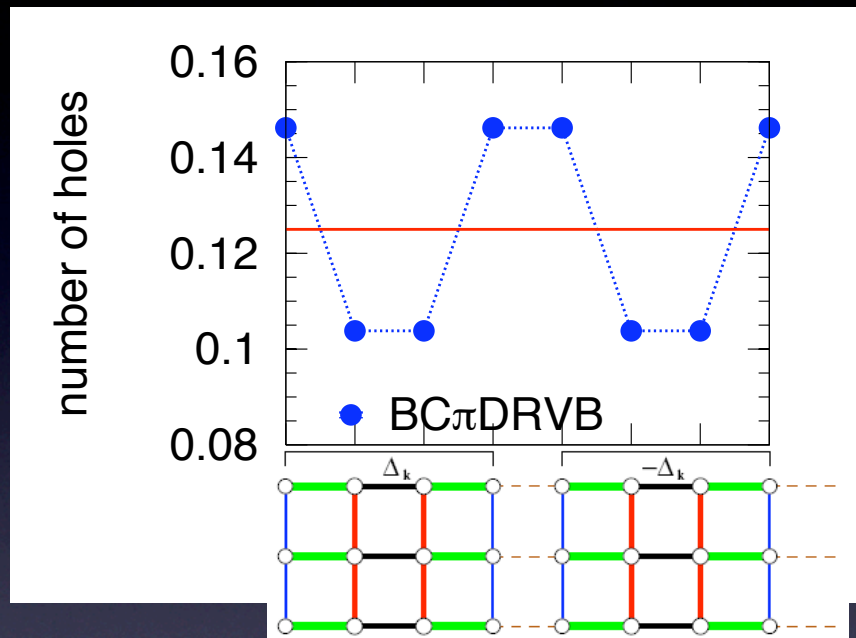 number of holes
0.16
0.14
0.12
0.1
0.08
BCπDRVB
Δk
-Δk